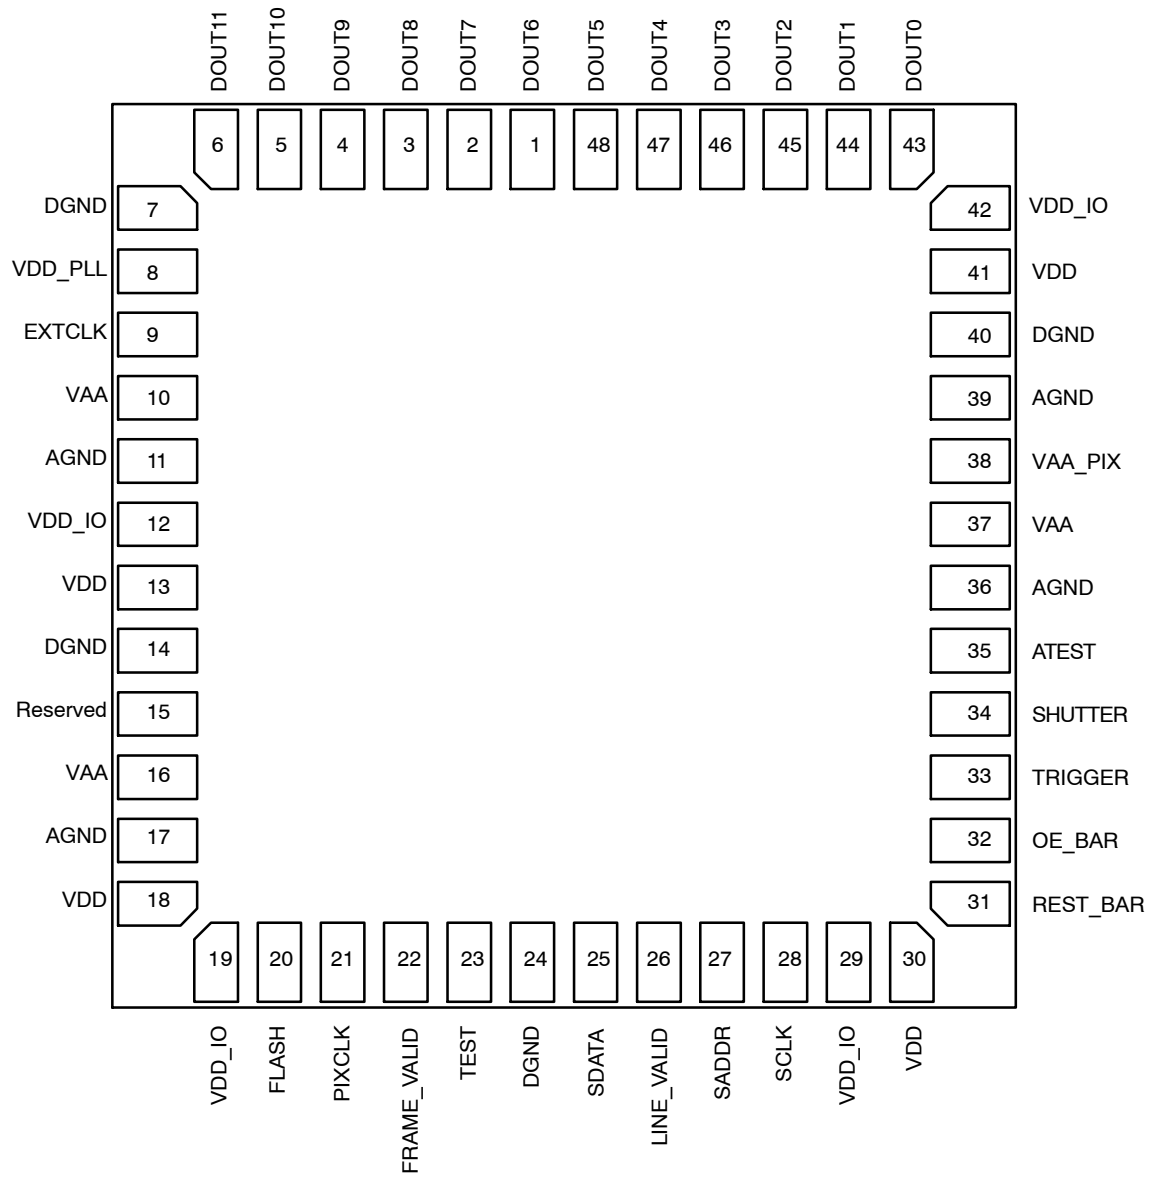 DOUT11
DOUT10
DOUT9
DOUT8
DOUT7
DOUT6
DOUT5
DOUT4
DOUT3
DOUT2
DOUT1
DOUT0
6 5 4 3 2 1 48 47 46 45 44 43
DGND 7 42 VDD_IO
VDD_PLL 8 41 VDD
EXTCLK 9 40 DGND
VAA 10 39 AGND
AGND 11 38 VAA_PIX
VDD_IO 12 37 VAA
VDD 13 36 AGND
DGND 14 35 ATEST
Reserved 15 34 SHUTTER
VAA 16 33 TRIGGER
AGND 17 32 OE_BAR
VDD 18 31 REST_BAR
19 20 21 22 23 24 25 26 27 28 29 30
VDD_IO
FLASH
PIXCLK
FRAME_VALID
TEST
DGND
SDATA
LINE_VALID
SADDR
SCLK
VDD_IO
VDD